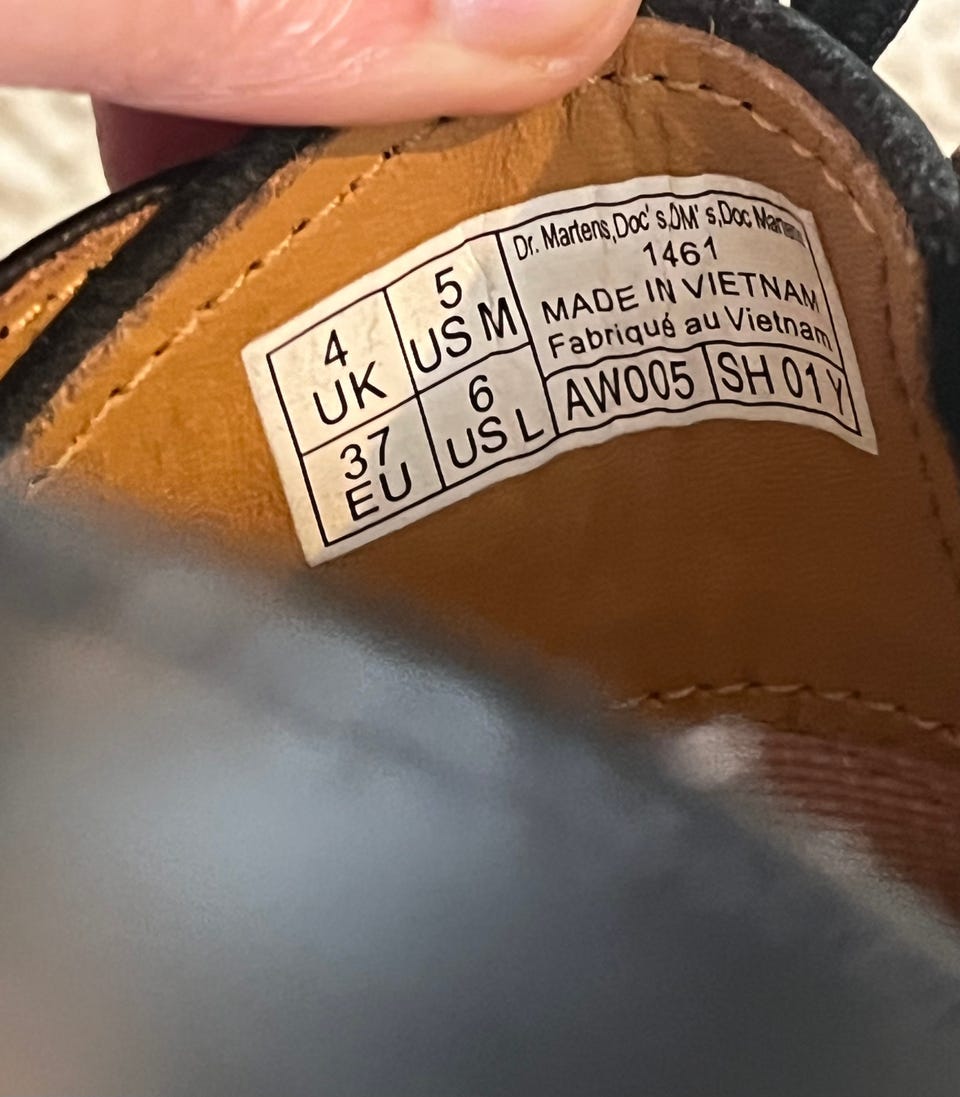 4
UK
5
US M
37
EU
6
US L
Dr. Martens,Doc' s,DM' s,Doc Martens
1461
MADE IN VIETNAM
Fabriqué au Vietnam
AW005
SH 01 Y